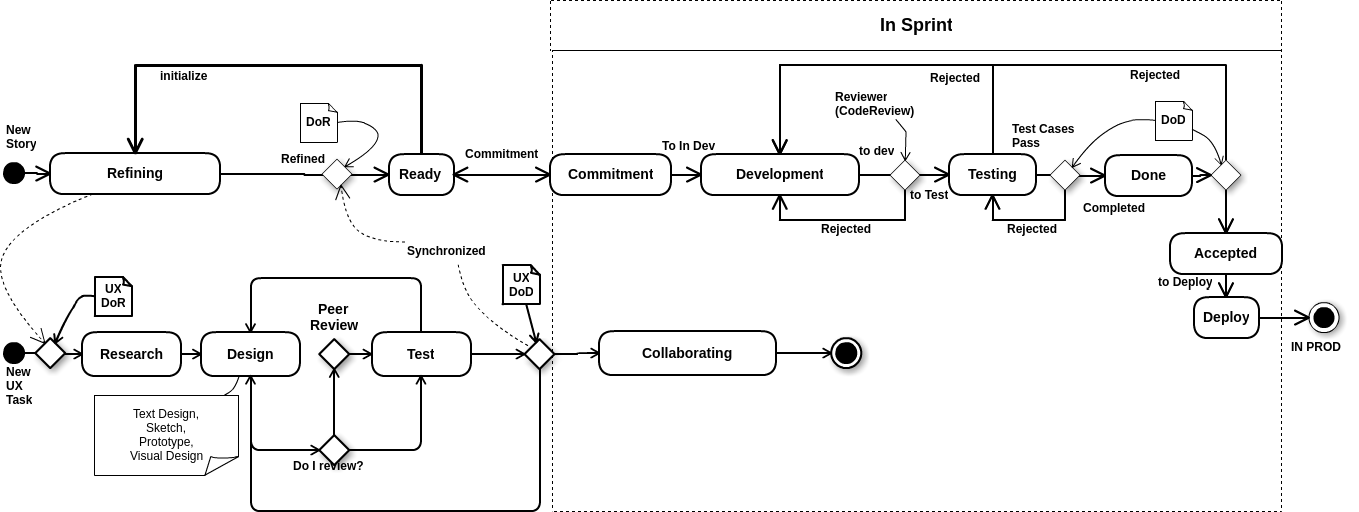 In Sprint
initialize
Rejected
Rejected
Reviewer
(CodeReview)
DoR
DoD
New
Story
Test Cases
Pass
Refined
Commitment
To In Dev
to dev
Refining
Ready
Commitment
Development
Testing
Done
to Test
Completed
Rejected
Rejected
Synchronized
Accepted
to Deploy
UX
DoR
UX
DoD
Peer
Review
Deploy
IN PROD
Research
Design
Test
Collaborating
New
UX
Task
Text Design,
Sketch,
Prototype,
Visual Design
Do I review?